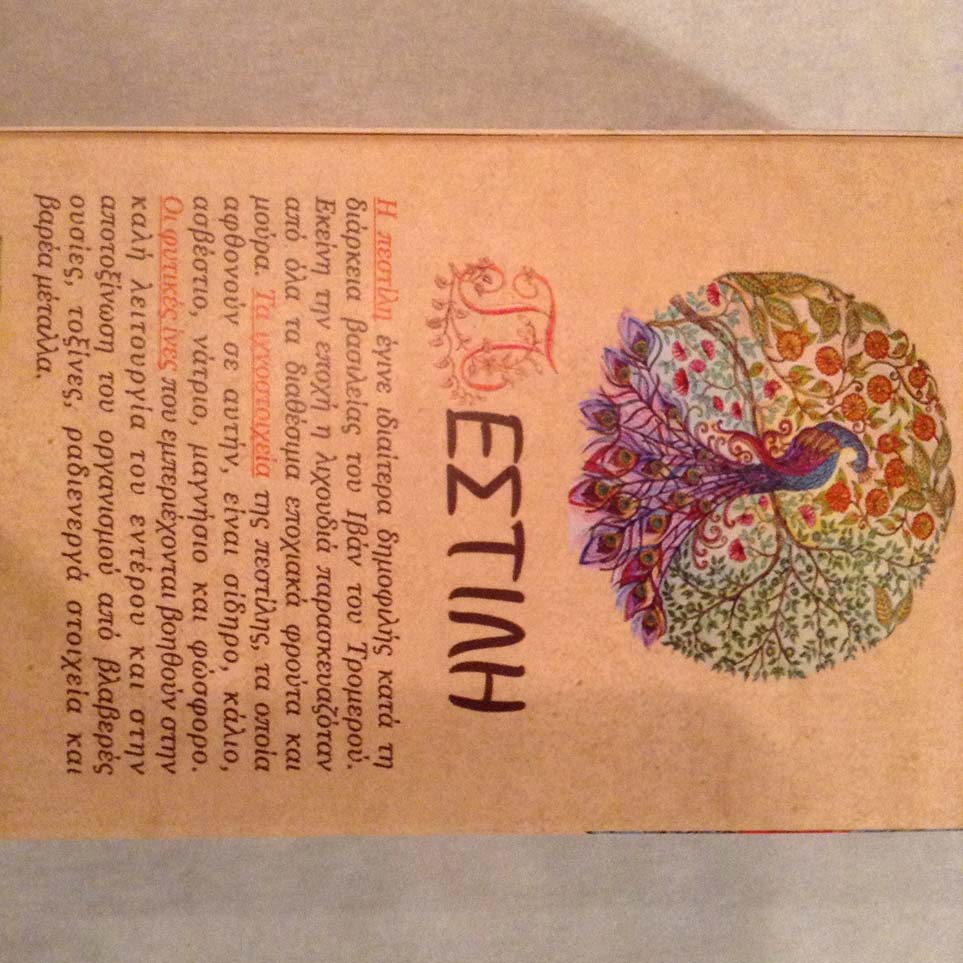 ΠΕΣΤΙΛΗ
Η πεστίλη έγινε ιδιαίτερα δημοφιλής κατά τη
διάρκεια βασιλείας του Ιβάν του Τρομερού.
Εκείνη την εποχή η λιχουδιά παρασκευαζόταν
από όλα τα διαθέσιμα εποχιακά φρούτα και
μούρα. Τα ιχνοστοιχεία της πεστίλης, τα οποία
αφθονούν σε αυτήν, είναι σίδηρο, κάλιο,
ασβέστιο, νάτριο, μαγνήσιο και φώσφορο.
Οι φυτικές ίνες που εμπεριέχονται βοηθούν στην
καλή λειτουργία του εντέρου και στην
αποτοξίνωση του οργανισμού από βλαβερές
ουσίες, τοξίνες, ραδιενεργά στοιχεία και
βαρέα μέταλλα.